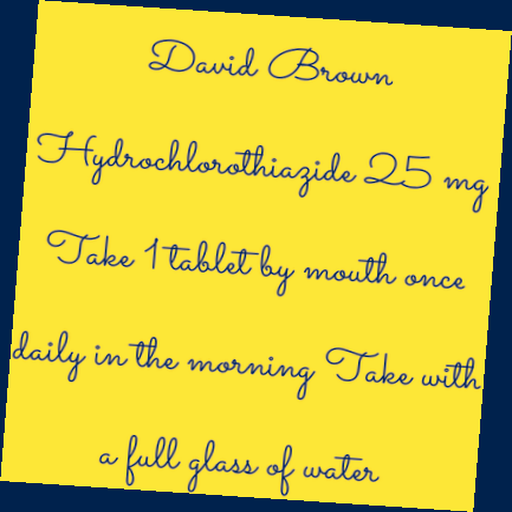 David Brown
Hydrochlorothiazide 25 mg
Take 1 tablet by mouth once
daily in the morning Take with
a full glass of water